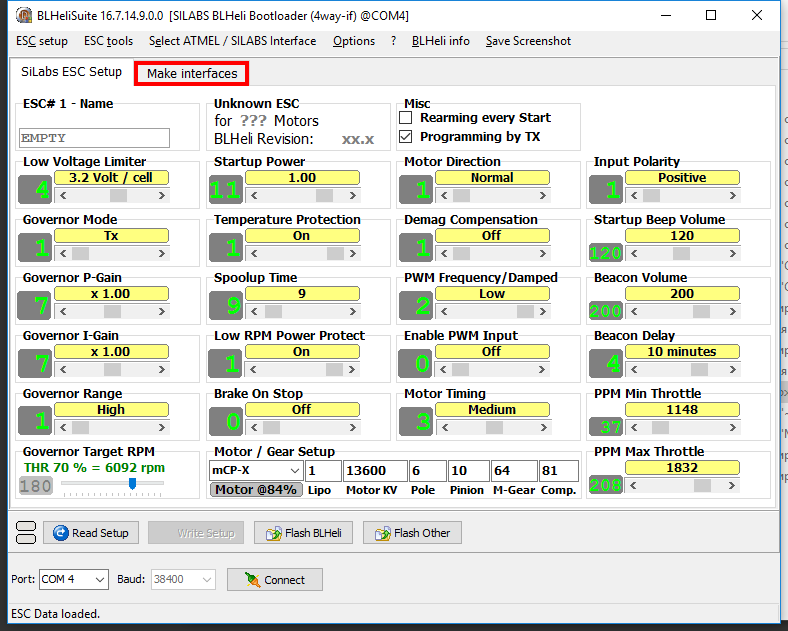 BLHeliSuite 16.7.14.9.0.0 [SILABS BLHeli Bootloader (4way-if) @COM4]
ESC setup ESC tools Select ATMEL / SILABS Interface Options ? BLHeli info Save Screenshot
SiLabs ESC Setup Make interfaces
ESC# 1 - Name
EMPTY
Unknown ESC
for ??? Motors
BLHeli Revision: xx.x
Misc
Rearming every Start
Programming by TX
Low Voltage Limiter
4 3.2 Volt / cell
Startup Power
11 1.00
Motor Direction
1 Normal
Input Polarity
1 Positive
Governor Mode
1 Tx
Temperature Protection
1 On
Demag Compensation
1 Off
Startup Beep Volume
120 120
Governor P-Gain
7 x 1.00
Spoolup Time
9 9
PWM Frequency/Damped
2 Low
Beacon Volume
200 200
Governor I-Gain
7 x 1.00
Low RPM Power Protect
1 On
Enable PWM Input
0 Off
Beacon Delay
4 10 minutes
Governor Range
1 High
Brake On Stop
0 Off
Motor Timing
3 Medium
PPM Min Throttle
37 1148
Governor Target RPM
THR 70 % = 6092 rpm
180
Motor / Gear Setup
mCP-X 1 13600 6 10 64 81
Motor @84% Lipo Motor KV Pole Pinion M-Gear Comp.
PPM Max Throttle
208 1832
Read Setup Write Setup Flash BLHeli Flash Other
Port: COM 4 Baud: 38400 Connect
ESC Data loaded.